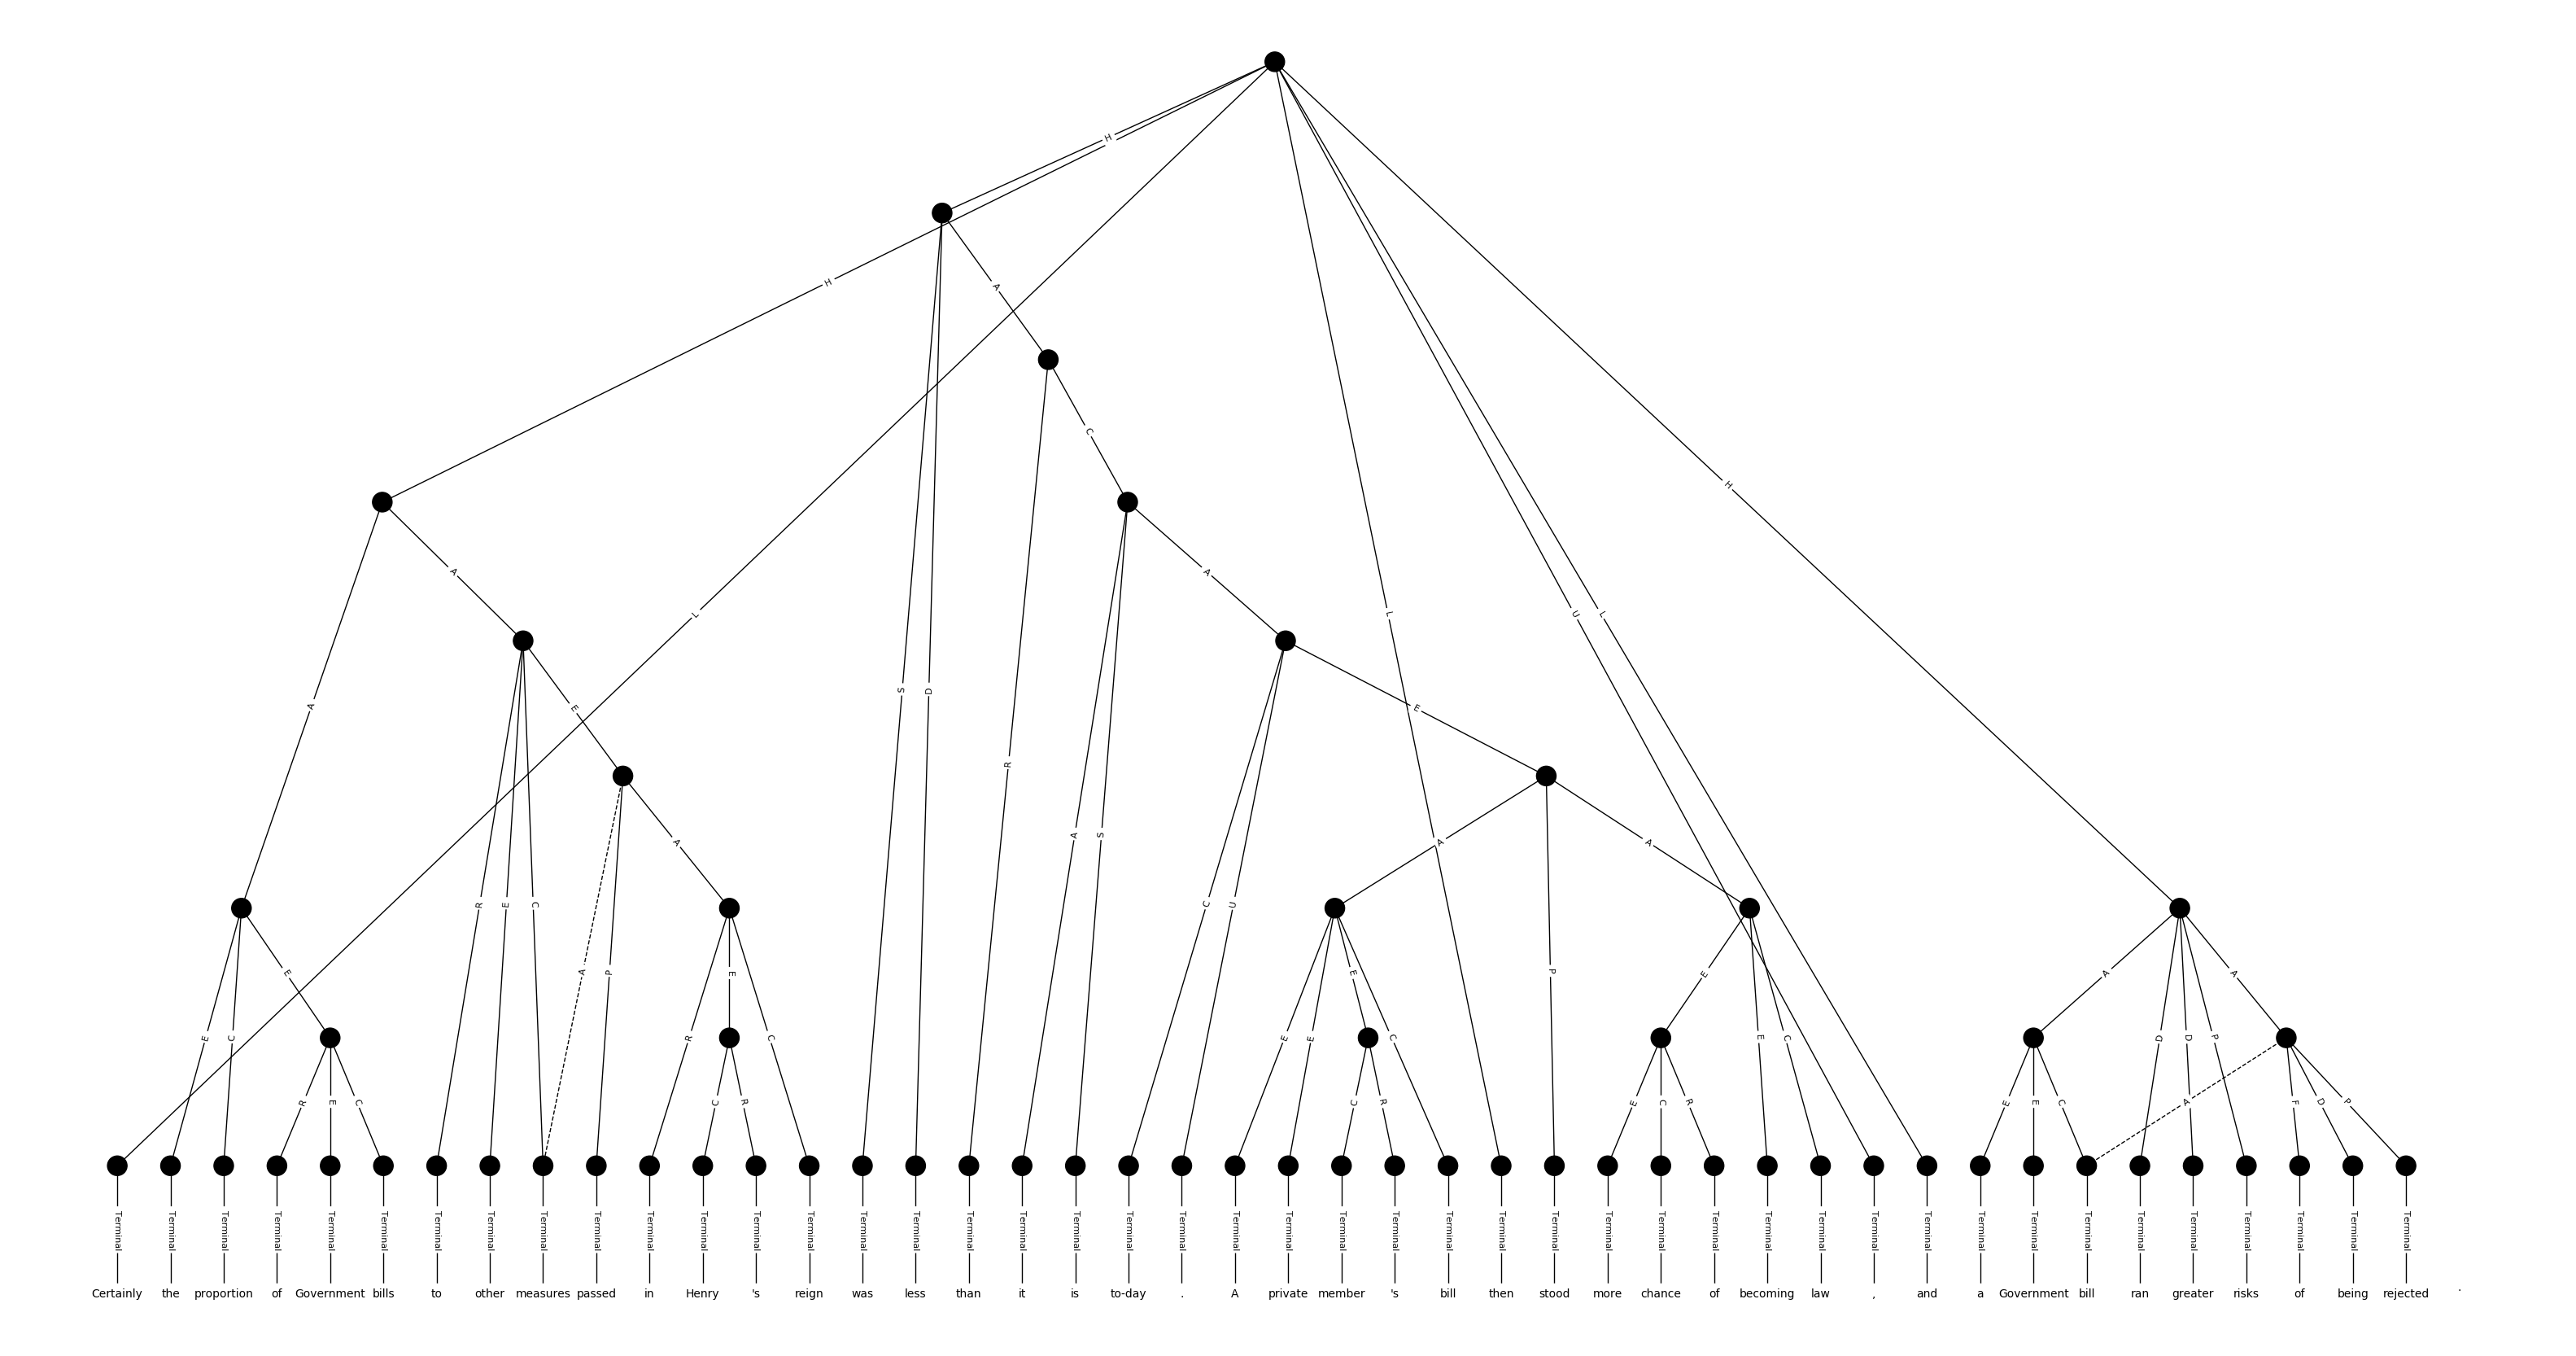 H
H
A
C
H
A
A
L
L
U
L
A
S
D
E
E
R
A
A
S
A
A
R
E
C
C
U
A
P
E
P
E
A
A
E
C
R
C
E
E
E
C
E
E
C
D
D
P
R
E
C
C
R
C
R
E
C
R
E
E
C
A
F
D
P
Terminal Terminal Terminal Terminal Terminal Terminal Terminal Terminal Terminal Terminal Terminal Terminal Terminal Terminal Terminal Terminal Terminal Terminal Terminal Terminal Terminal Terminal Terminal Terminal Terminal Terminal Terminal Terminal Terminal Terminal Terminal Terminal Terminal Terminal Terminal Terminal Terminal Terminal Terminal Terminal Terminal Terminal Terminal Terminal
Certainly the proportion of Government bills to other measures passed in Henry 's reign was less than it is to-day . A private member 's bill then stood more chance of becoming law , and a Government bill ran greater risks of being rejected .